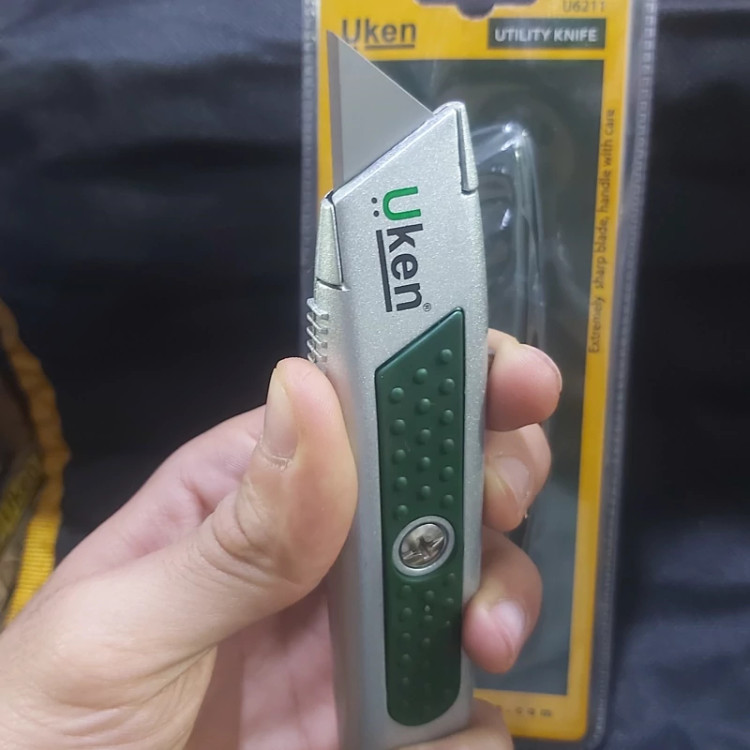 U6211
Uken
UTILITY KNIFE
Uken®
Extremely sharp blade, handle with care